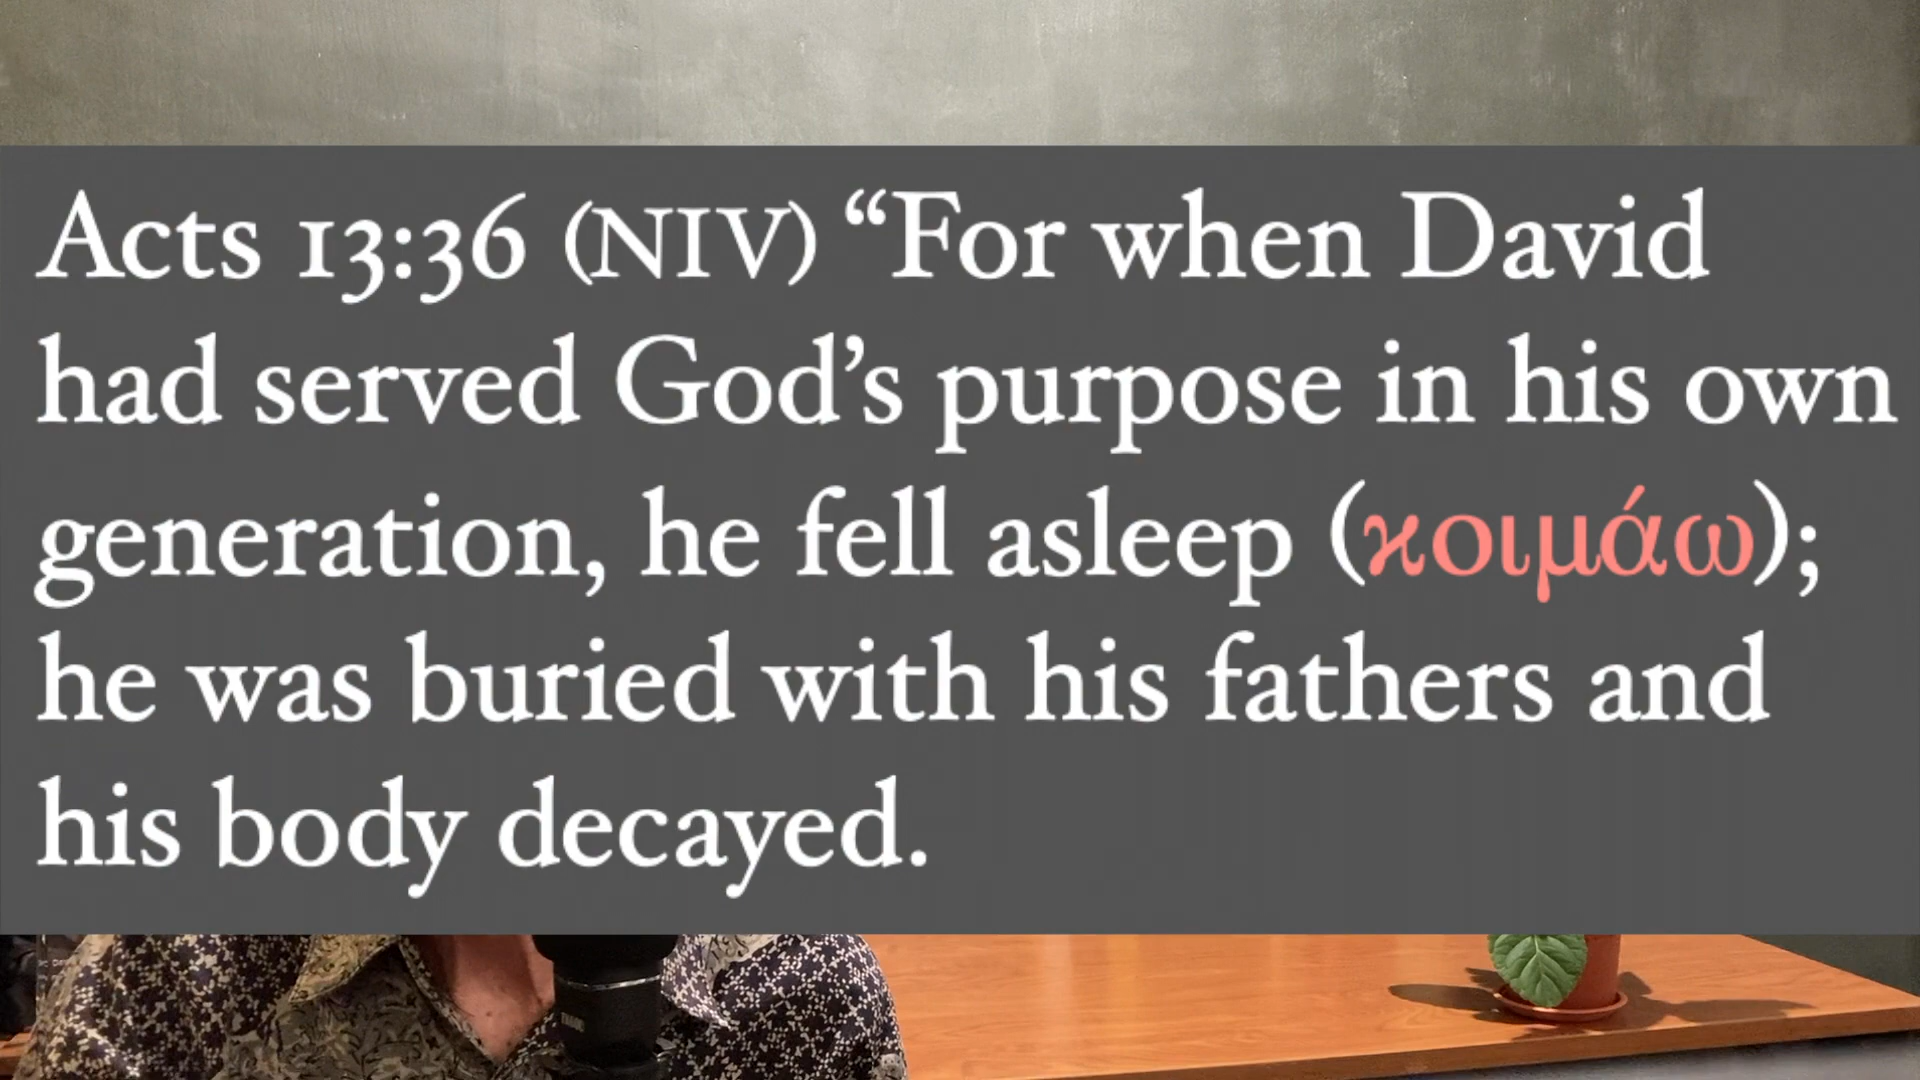 Acts 13:36 (NIV) “For when David
had served God’s purpose in his own
generation, he fell asleep (ϰοιμάω);
he was buried with his fathers and
his body decayed.